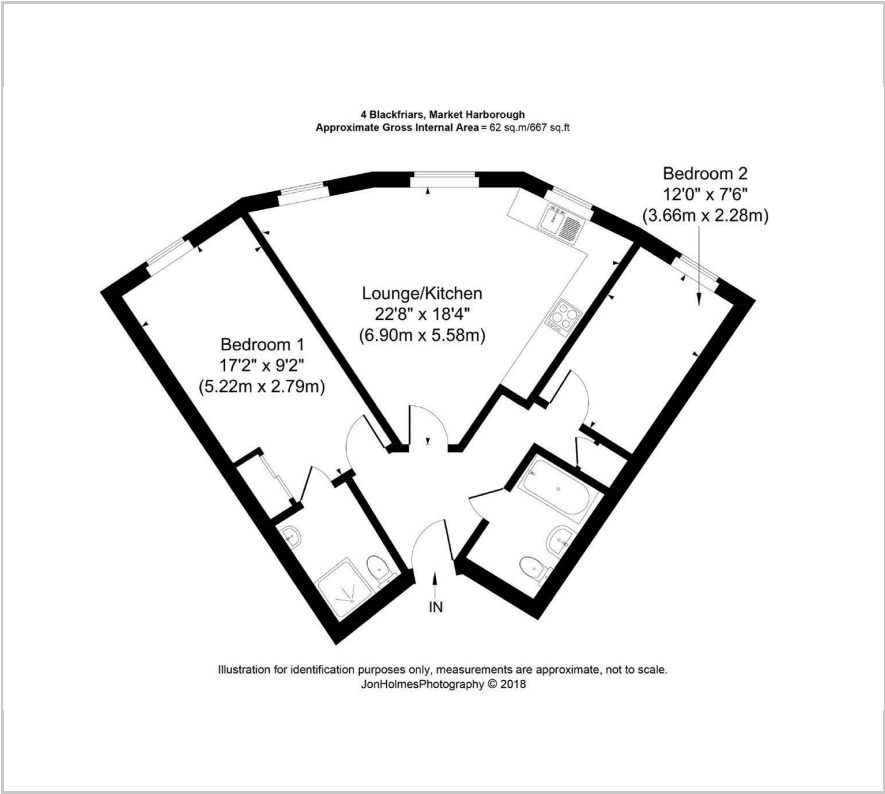 4 Blackfriars, Market Harborough
Approximate Gross Internal Area = 62 sq.m/667 sq.ft
Bedroom 2
12'0" x 7'6"
(3.66m x 2.28m)
Lounge/Kitchen
22'8" x 18'4"
(6.90m x 5.58m)
Bedroom 1
17'2" x 9'2"
(5.22m x 2.79m)
IN
Illustration for identification purposes only, measurements are approximate, not to scale.
JonHolmesPhotography © 2018